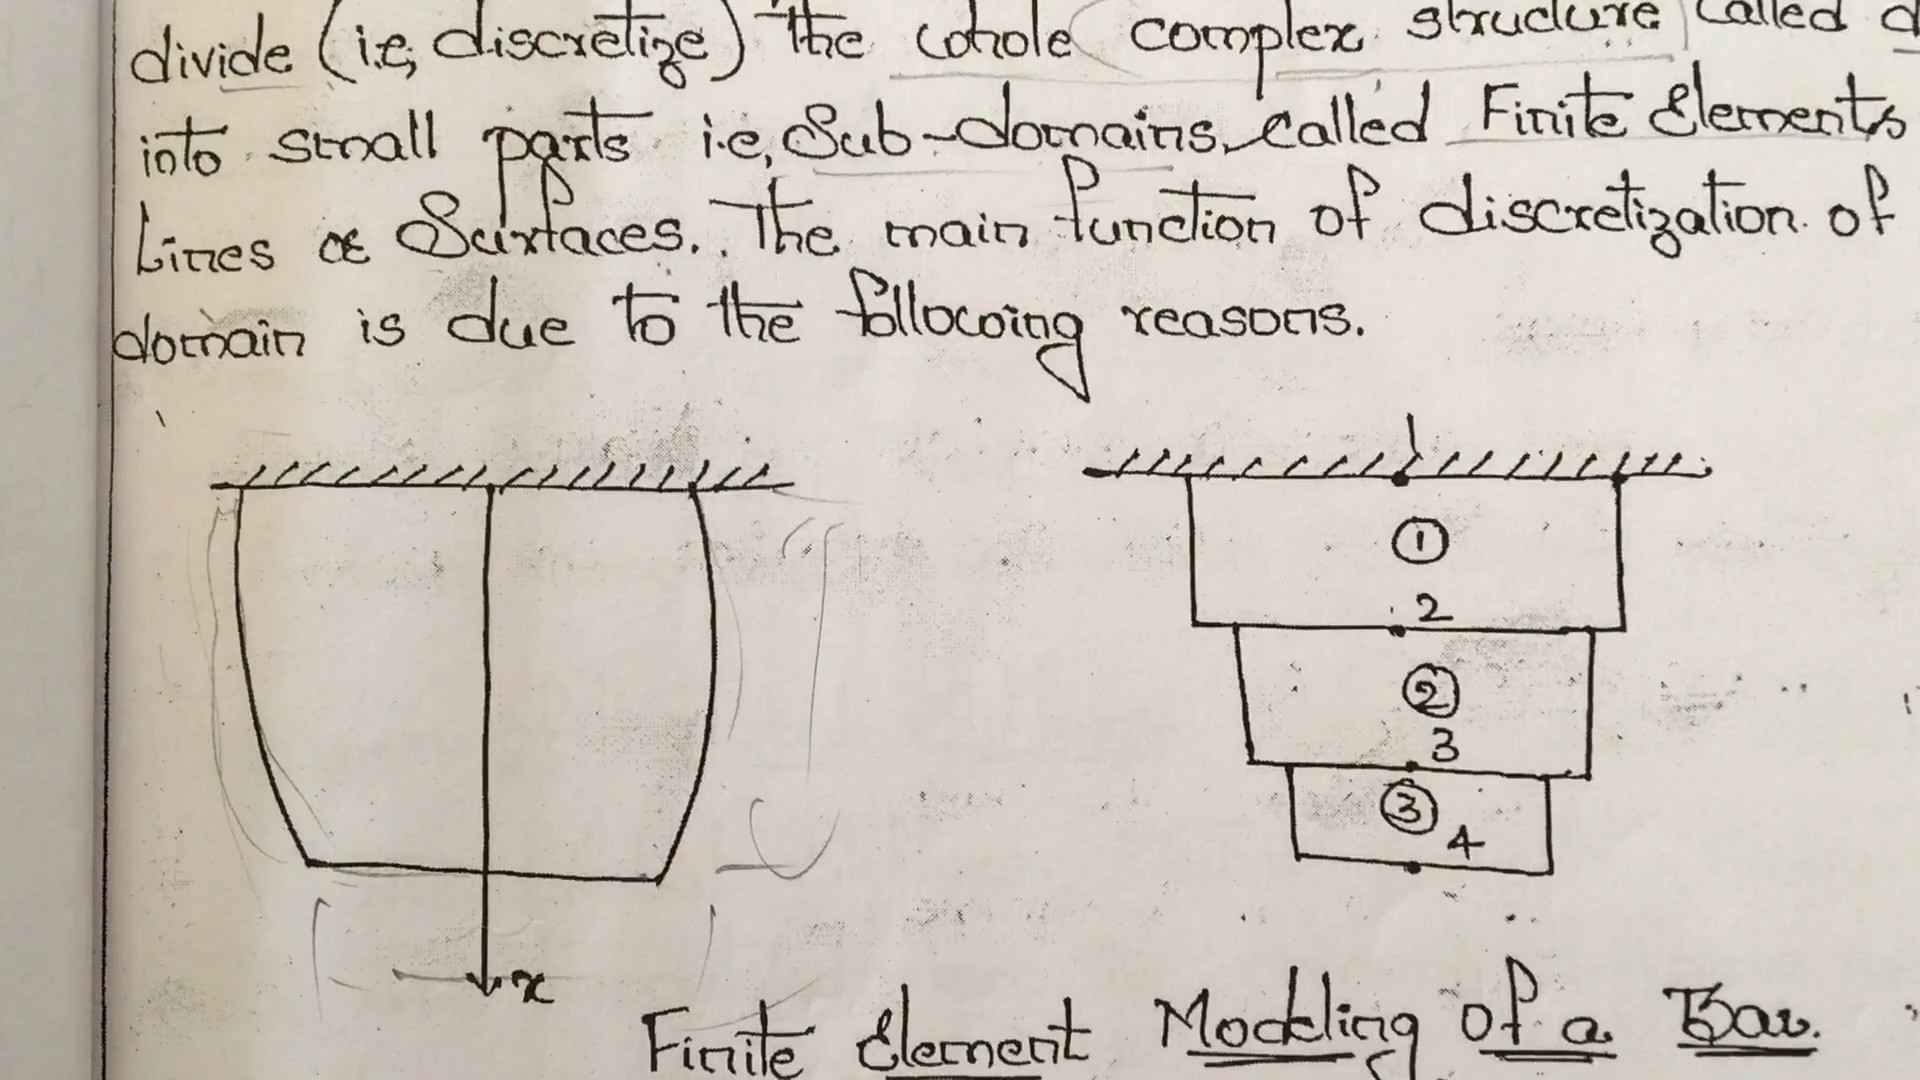 divide (i.e, discretize) the whole complex structure called
into small parts i.e, Sub-domains, called Finite Elements
Lines or Surfaces. The main function of discretization of
domain is due to the following reasons.
1
①
2
②
3
③
4
x
Finite Element Modeling of a Bar.